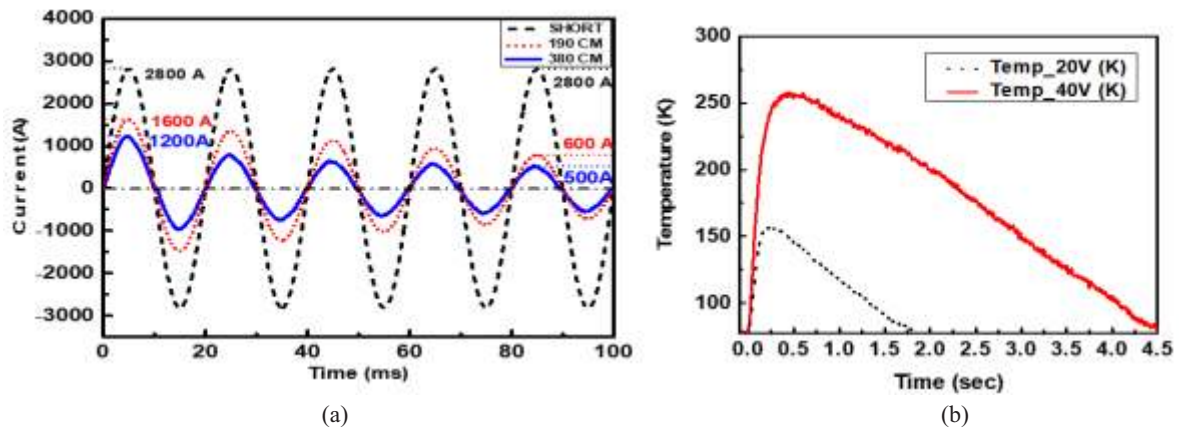 4000
3000
2000
1000
0
-1000
-2000
-3000
Current(A)
0 20 40 60 80 100
Time (ms)
SHORT
190 CM
380 CM
2800 A
2800 A
1600 A
1200A
600 A
500A
(a)
300
250
200
150
100
Temperature (K)
0.0 0.5 1.0 1.5 2.0 2.5 3.0 3.5 4.0 4.5
Time (sec)
Temp_20V (K)
Temp_40V (K)
(b)